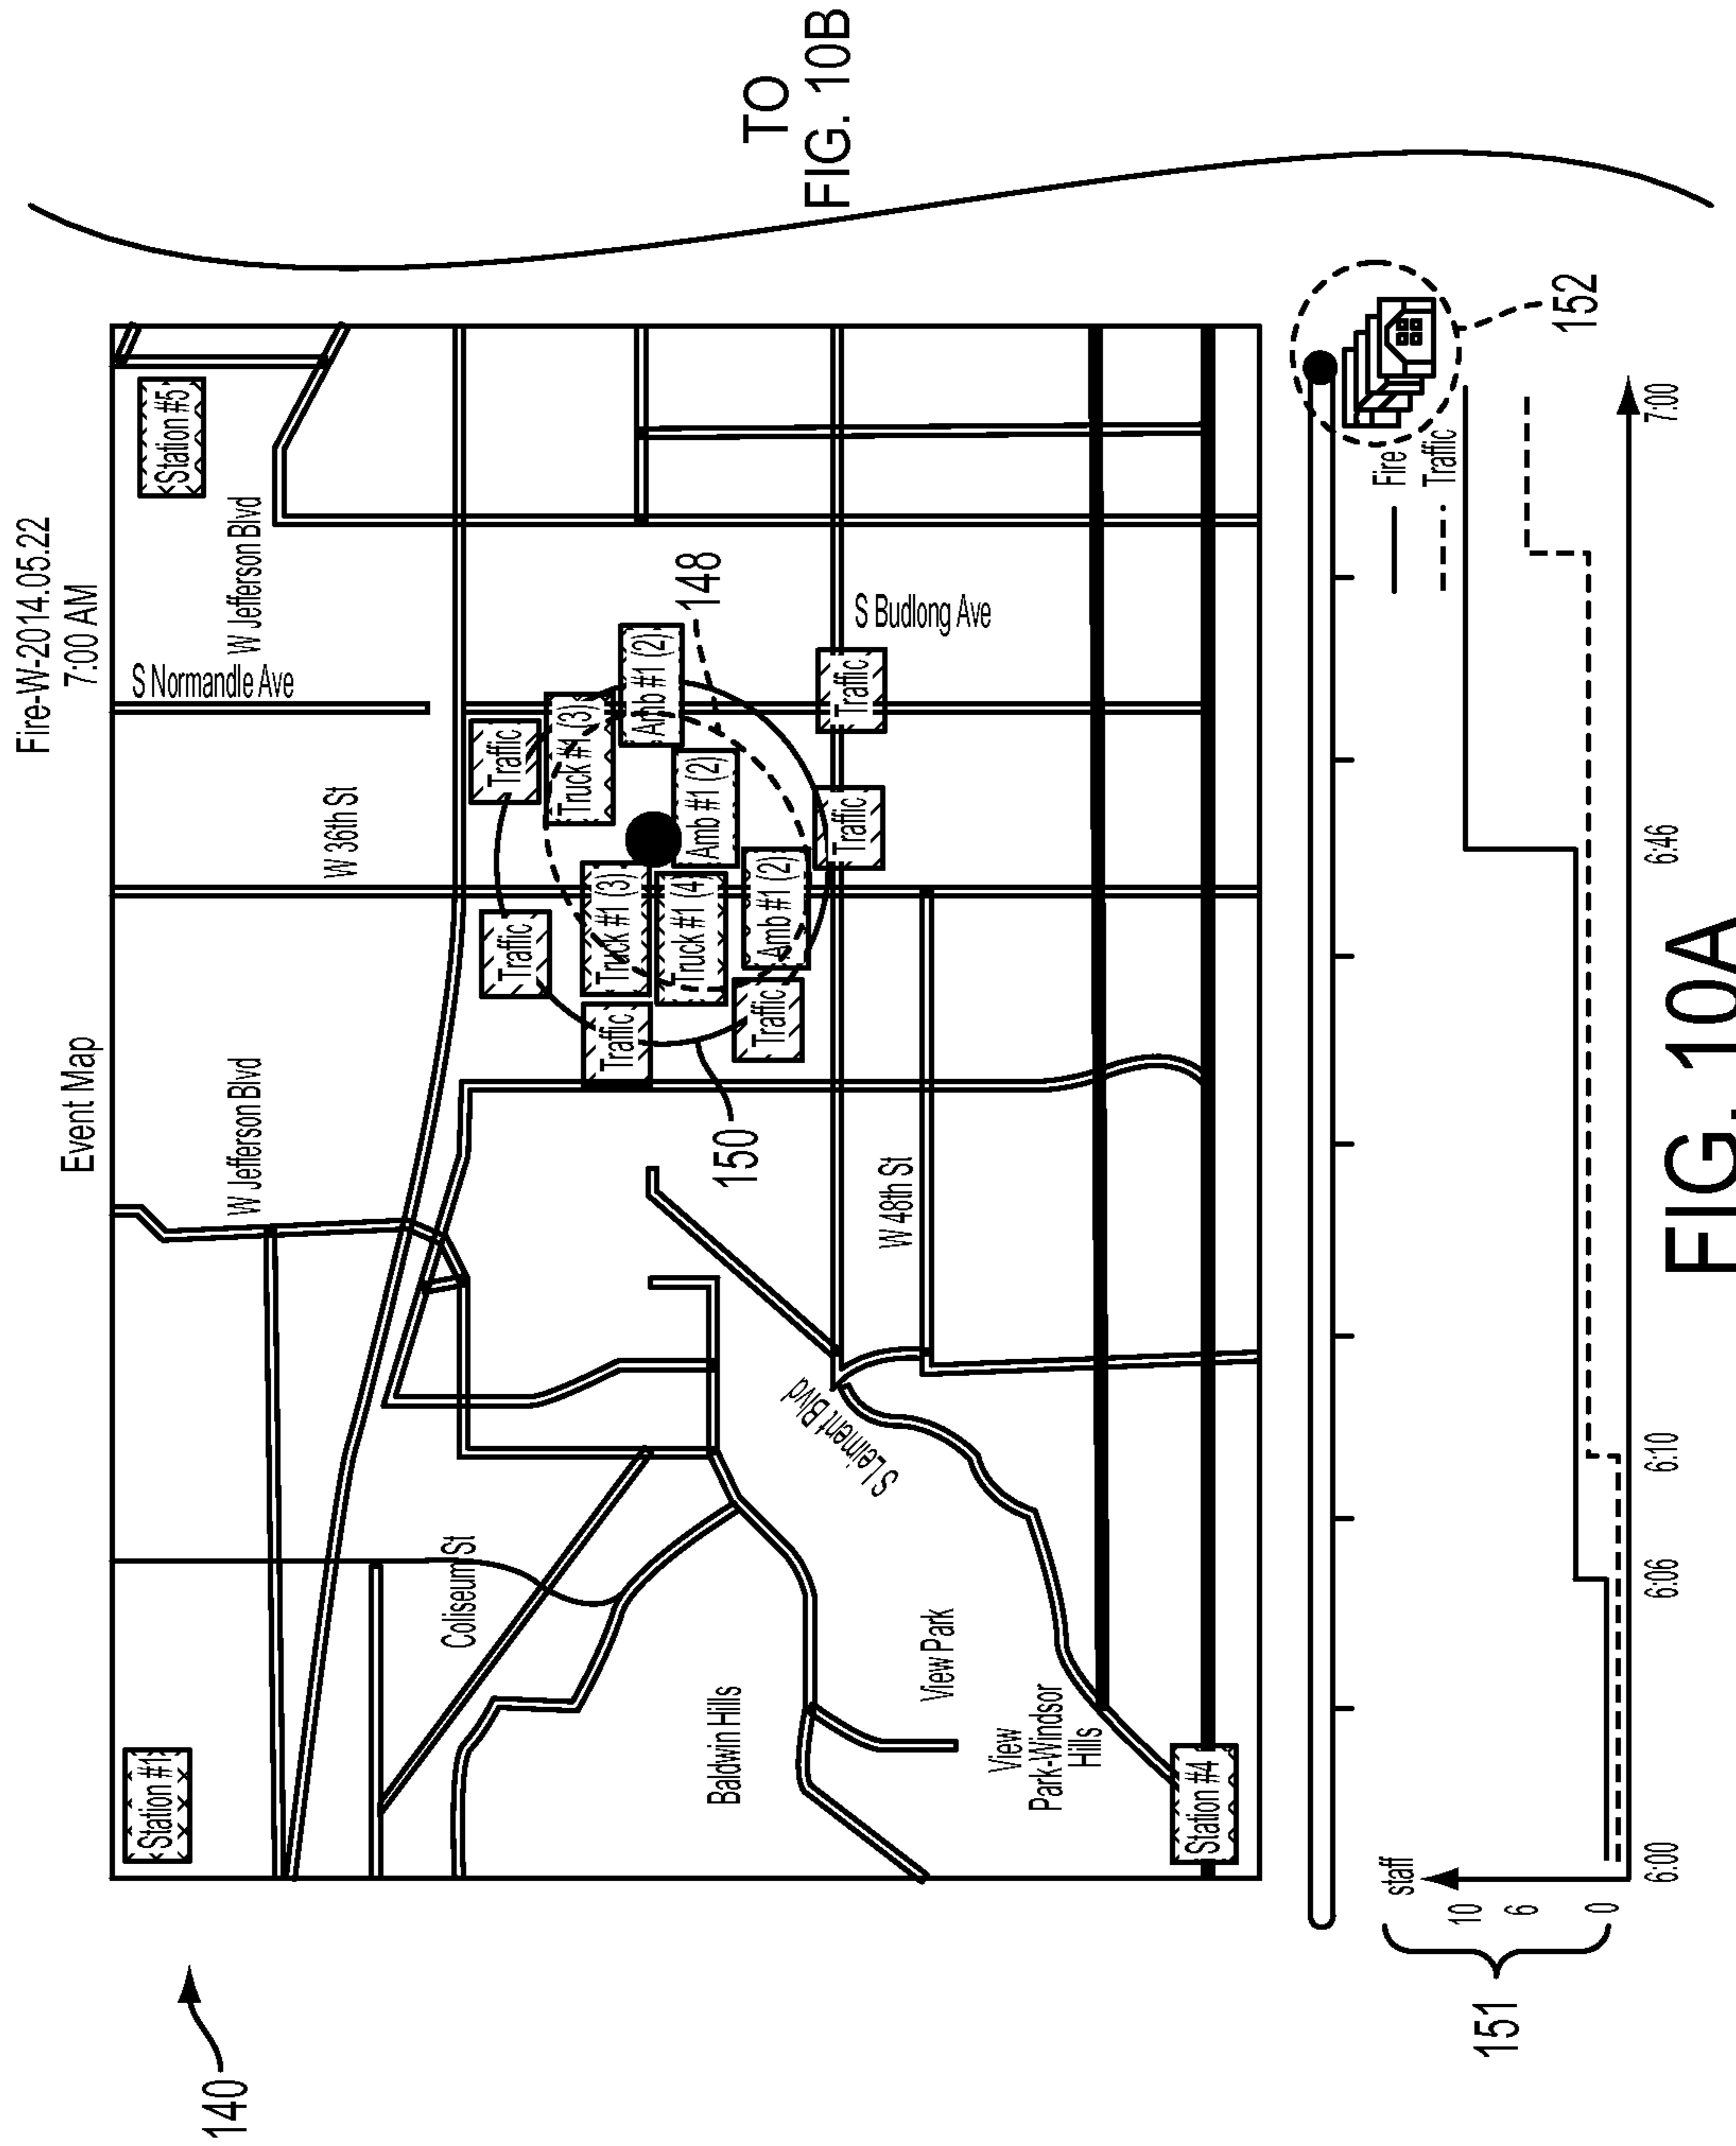 Fire-W-2014.05.22
7:00 AM
Event Map
140
Station #1
Station #5
W Jefferson Blvd
W Jefferson Blvd
S Normandle Ave
W 36th St
Coliseum St
Traffic
Traffic
Truck #1 (3)
Truck #1 (3)
Amb #1 (2)
Traffic
Truck #1 (4)
Amb #1 (2)
148
150
Traffic
Amb #1 (2)
Traffic
Traffic
Baldwin Hills
S Leiment Blvd
S Budlong Ave
W 48th St
View Park
View
Park-Windsor
Hills
Station #4
TO
FIG. 10B
152
Fire
Traffic
151
staff
10
6
0
6:00
6:06
6:10
6:46
7:00
FIG. 10A